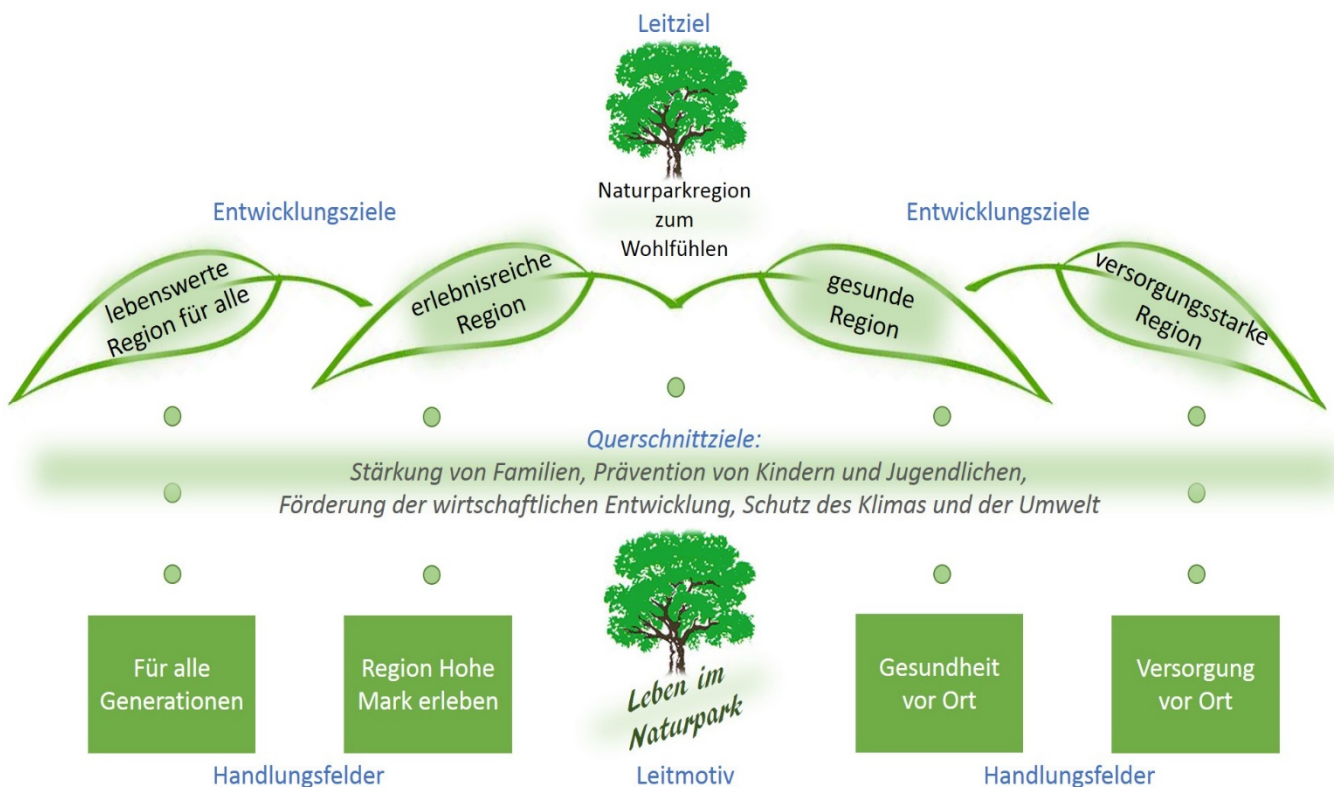 Leitziel
Naturparkregion
zum
Wohlfühlen
Entwicklungsziele
Entwicklungsziele
lebenswerte
Region für alle
erlebnisreiche
Region
gesunde
Region
versorgungsstarke
Region
Querschnittziele:
Stärkung von Familien, Prävention von Kindern und Jugendlichen,
Förderung der wirtschaftlichen Entwicklung, Schutz des Klimas und der Umwelt
Für alle
Generationen
Region Hohe
Mark erleben
Leben im
Naturpark
Gesundheit
vor Ort
Versorgung
vor Ort
Handlungsfelder
Leitmotiv
Handlungsfelder